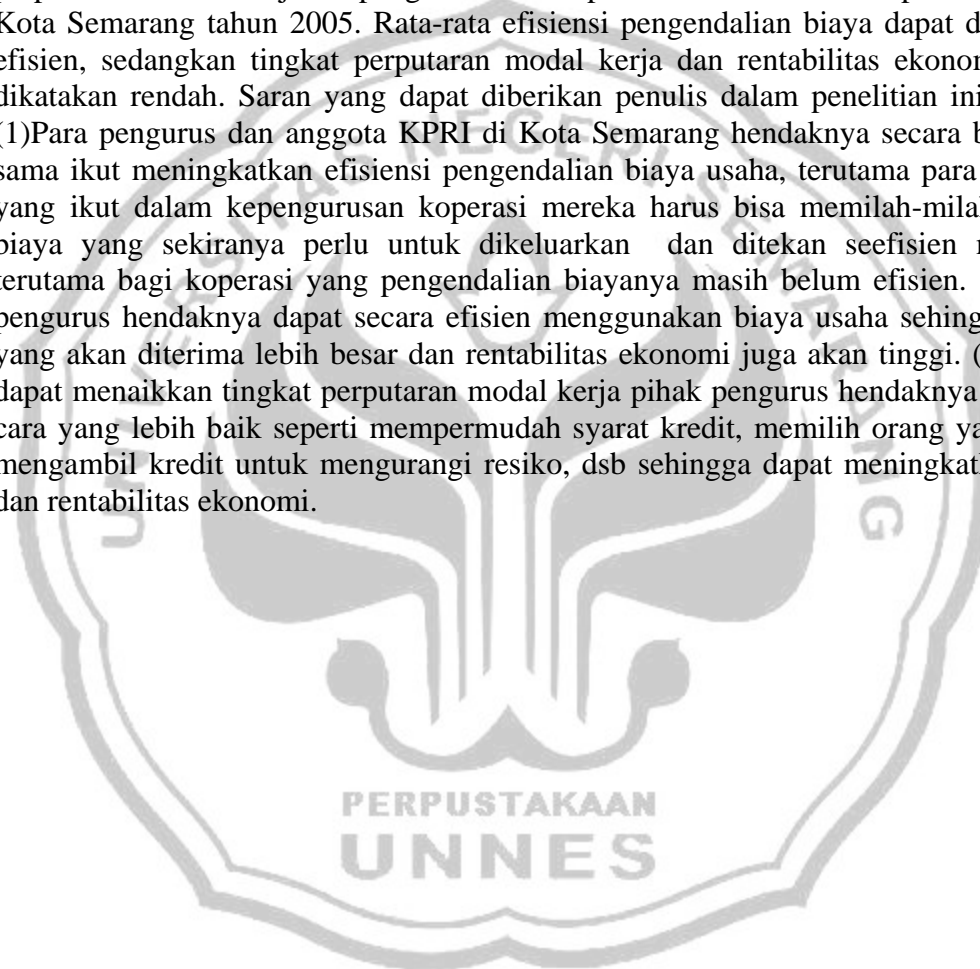 Kota Semarang tahun 2005. Rata-rata efisiensi pengendalian biaya dapat
efisien, sedangkan tingkat perputaran modal kerja dan rentabilitas
dikatakan rendah. Saran yang dapat diberikan penulis dalam penelitian ini
(1)Para pengurus dan anggota KPRI di Kota Semarang hendaknya secara
sama ikut meningkatkan efisiensi pengendalian biaya usaha, terutama para
yang ikut dalam kepengurusan koperasi mereka harus bisa memilah-milah
biaya yang sekiranya perlu untuk dikeluarkan dan ditekan seefisien
terutama bagi koperasi yang pengendalian biayanya masih belum efisien.
pengurus hendaknya dapat secara efisien menggunakan biaya usaha
yang akan diterima lebih besar dan rentabilitas ekonomi juga akan tinggi. (
dapat menaikkan tingkat perputaran modal kerja pihak pengurus hendaknya
cara yang lebih baik seperti mempermudah syarat kredit, memilih orang
mengambil kredit untuk mengurangi resiko, dsb sehingga dapat
dan rentabilitas ekonomi.
UNIVERSITAS NEGERI SEMARANG
PERPUSTAKAAN
UNNES